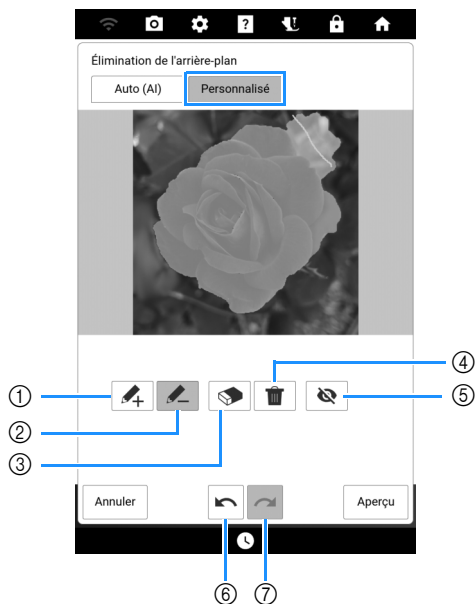 ?
Élimination de l'arrière-plan
Auto (AI) Personnalisé
④
① ⑤
②
③
Annuler Aperçu
⑥ ⑦